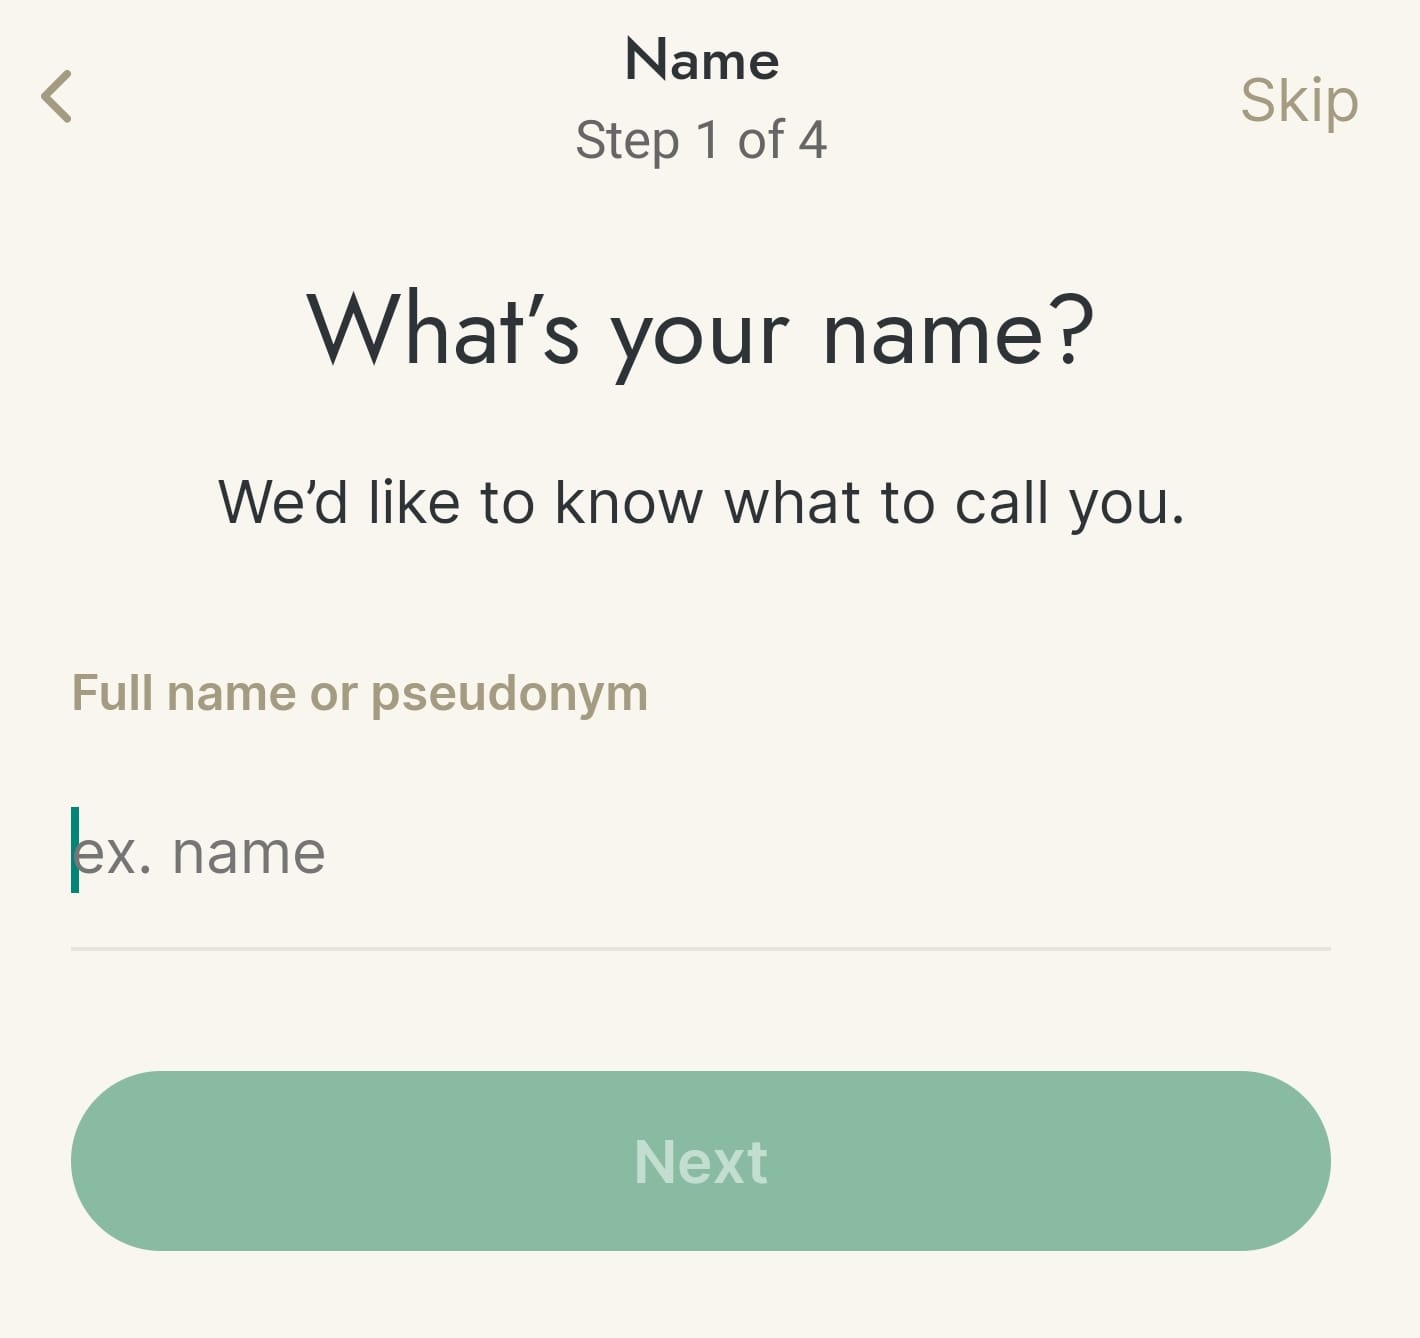 Name
Step 1 of 4
Skip
What’s your name?
We’d like to know what to call you.
Full name or pseudonym
ex. name
Next